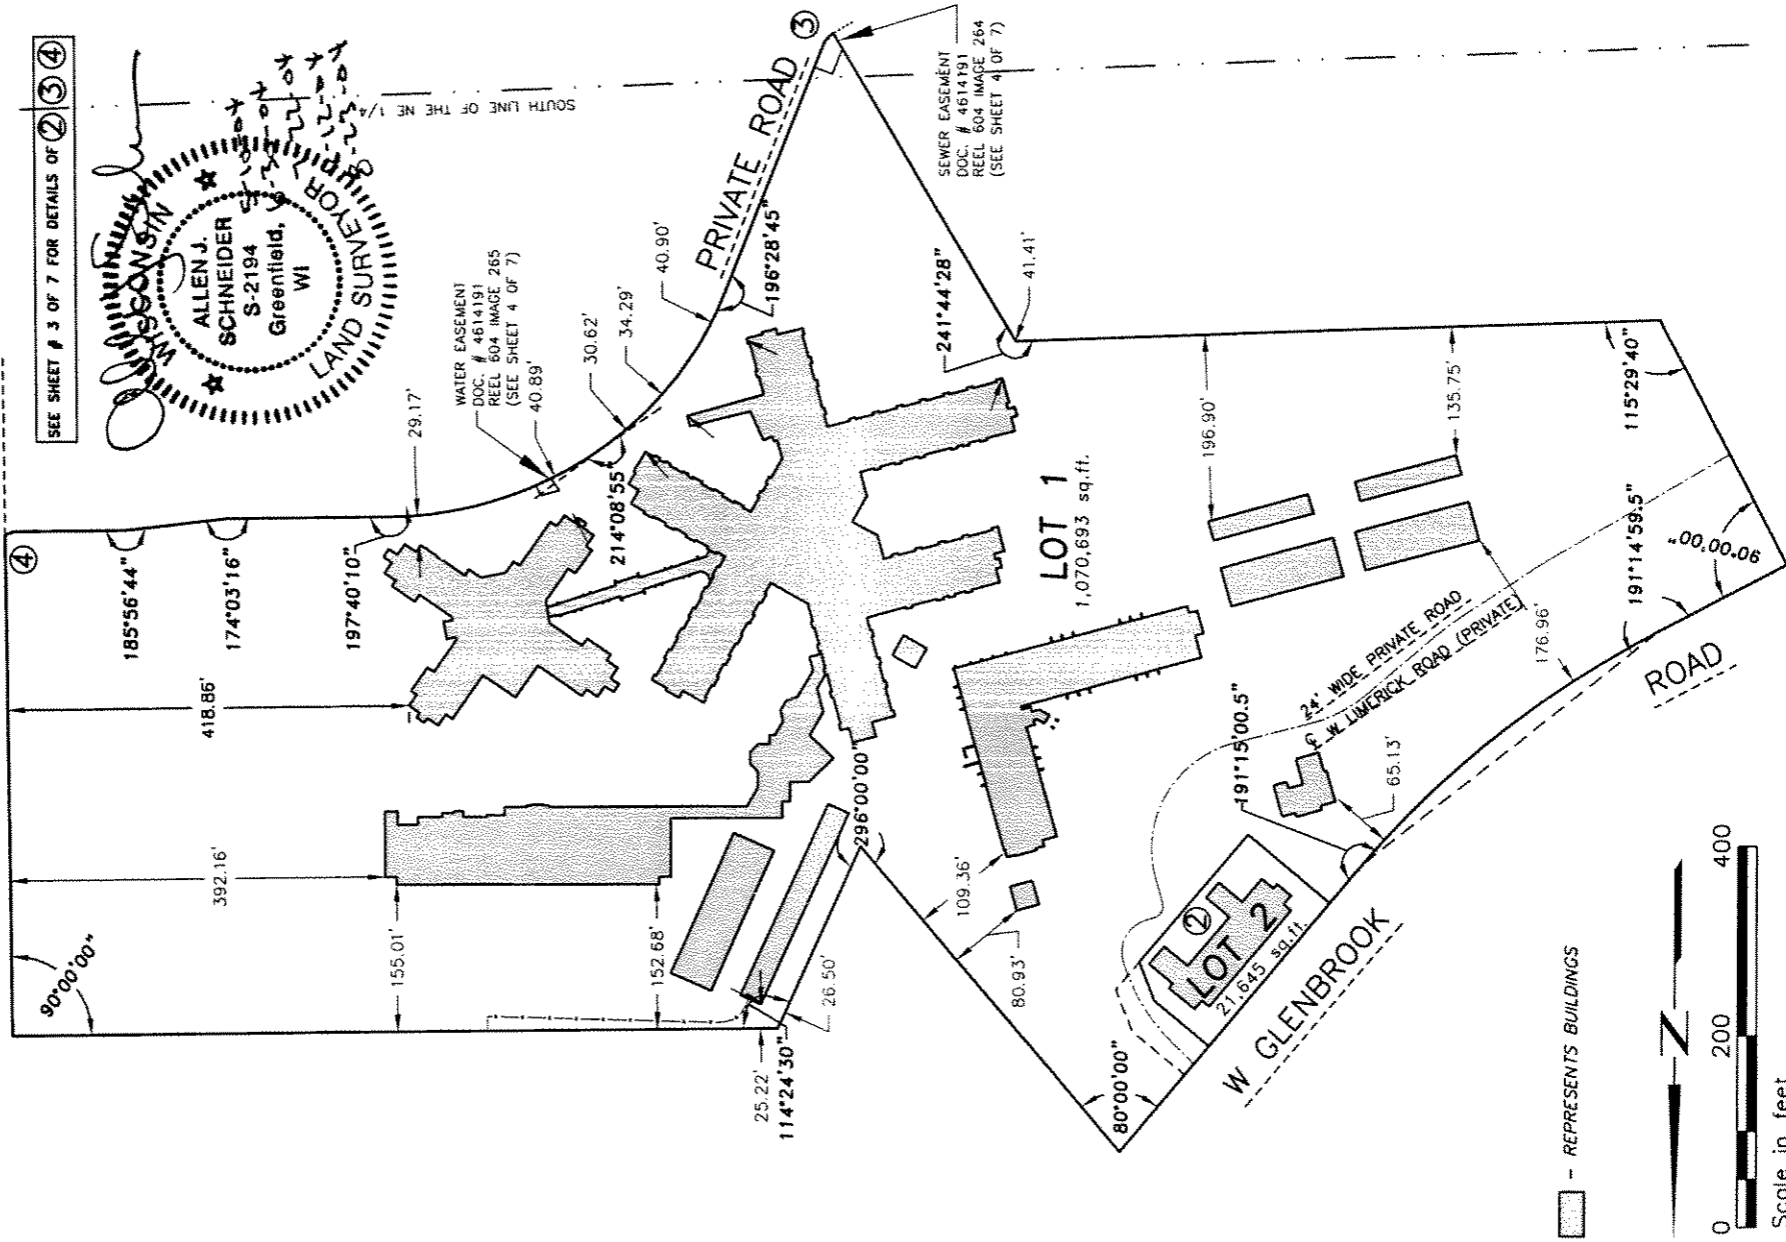 SEE SHEET # 3 OF 7 FOR DETAILS OF ② ③ ④
WISCONSIN
ALLEN J.
SCHNEIDER
S-2194
Greenfield,
WI
LAND SURVEYOR
SOUTH LINE OF THE NE 1/4
④
③
PRIVATE ROAD
WATER EASEMENT
DOC. # 4614191
REEL 604 IMAGE 265
(SEE SHEET 4 OF 7)
SEWER EASEMENT
DOC. # 4614191
REEL 604 IMAGE 264
(SEE SHEET 4 OF 7)
29.17'
40.89'
30.62'
34.29'
40.90'
196°28'45"
241°44'28"
41.41'
185°56'44"
174°03'16"
197°40'10"
214°08'55"
418.86'
392.16'
90°00'00"
155.01'
152.68'
26.50'
25.22'
114°24'30"
296°00'00"
LOT 1
1,070,693 sq.ft.
196.90'
135.75'
115°29'40"
90°00'00"
191°14'59.5"
176.96'
24' WIDE PRIVATE ROAD
℄ W LIMERICK ROAD (PRIVATE)
191°15'00.5"
65.13'
109.36'
80.93'
②
LOT 2
21,645 sq.ft.
80°00'00"
W GLENBROOK
ROAD
- REPRESENTS BUILDINGS
N
0 200 400
Scale in feet